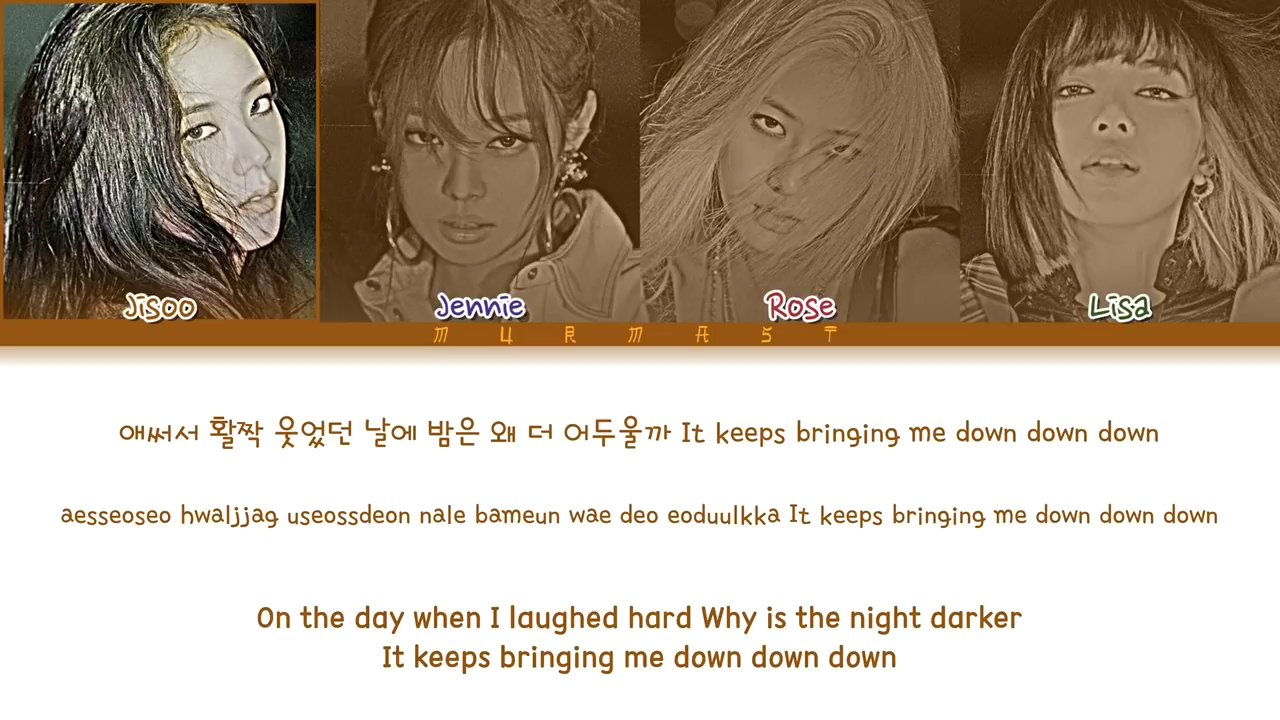 Jisoo
Jennie
Rose
Lisa
MURMAST
애써서 활짝 웃었던 날에 밤은 왜 더 어두울까 It keeps bringing me down down down
aesseoseo hwaljjag useossdeon nale bameun wae deo eoduulkka It keeps bringing me down down down
On the day when I laughed hard Why is the night darker
It keeps bringing me down down down